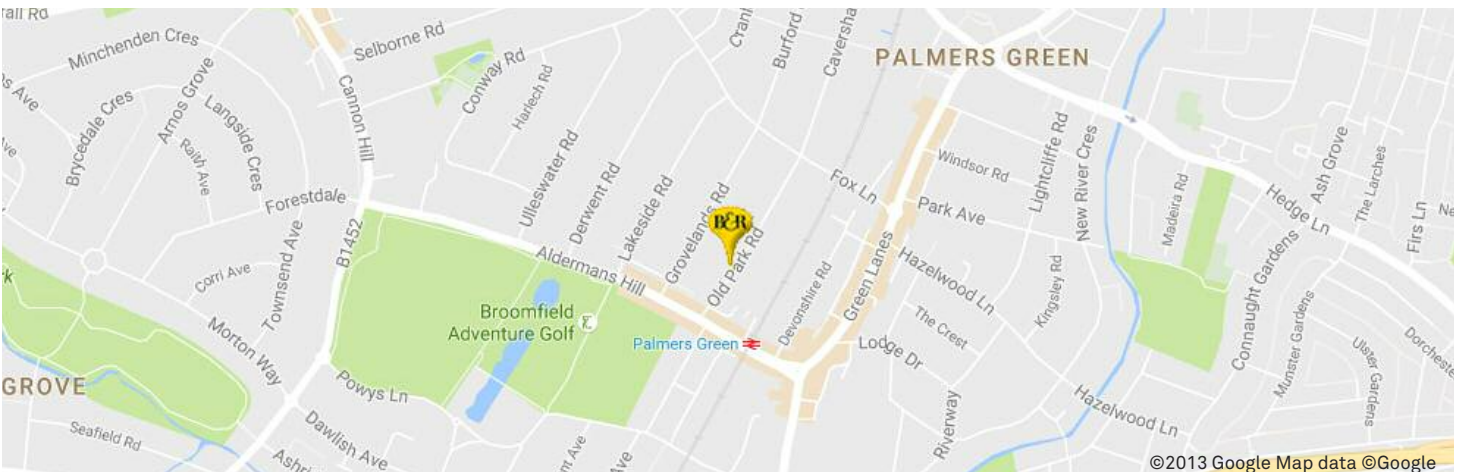 Minchenden Cres
Selborne Rd
Conway Rd
Harlech Rd
Burford
Caversha
PALMERS GREEN
Arnos Grove
Brycedale Cres
Langside Cres
Raith Ave
Cannon Hill
Forestdale
B1452
Townsend Ave
Corri Ave
Morton Way
GROVE
Seafield Rd
Powys Ln
Dawlish Ave
Ulleswater Rd
Derwent Rd
Lakeside Rd
Grovelands Rd
Old Park Rd
B&R
Aldermans Hill
Broomfield
Adventure Golf
Palmers Green
Devonshire Rd
Green Lanes
Fox Ln
Windsor Rd
Park Ave
Lightcliffe Rd
New River Cres
Hazelwood Ln
Kingsley Rd
The Crest
Lodge Dr
Riverway
Hazelwood Ln
Madeira Rd
Hedge Ln
Ash Grove
The Larches
Firs Ln
Connaught Gardens
Munster Gardens
Ulster Gardens
Dorcheste
©2013 Google Map data ©Google